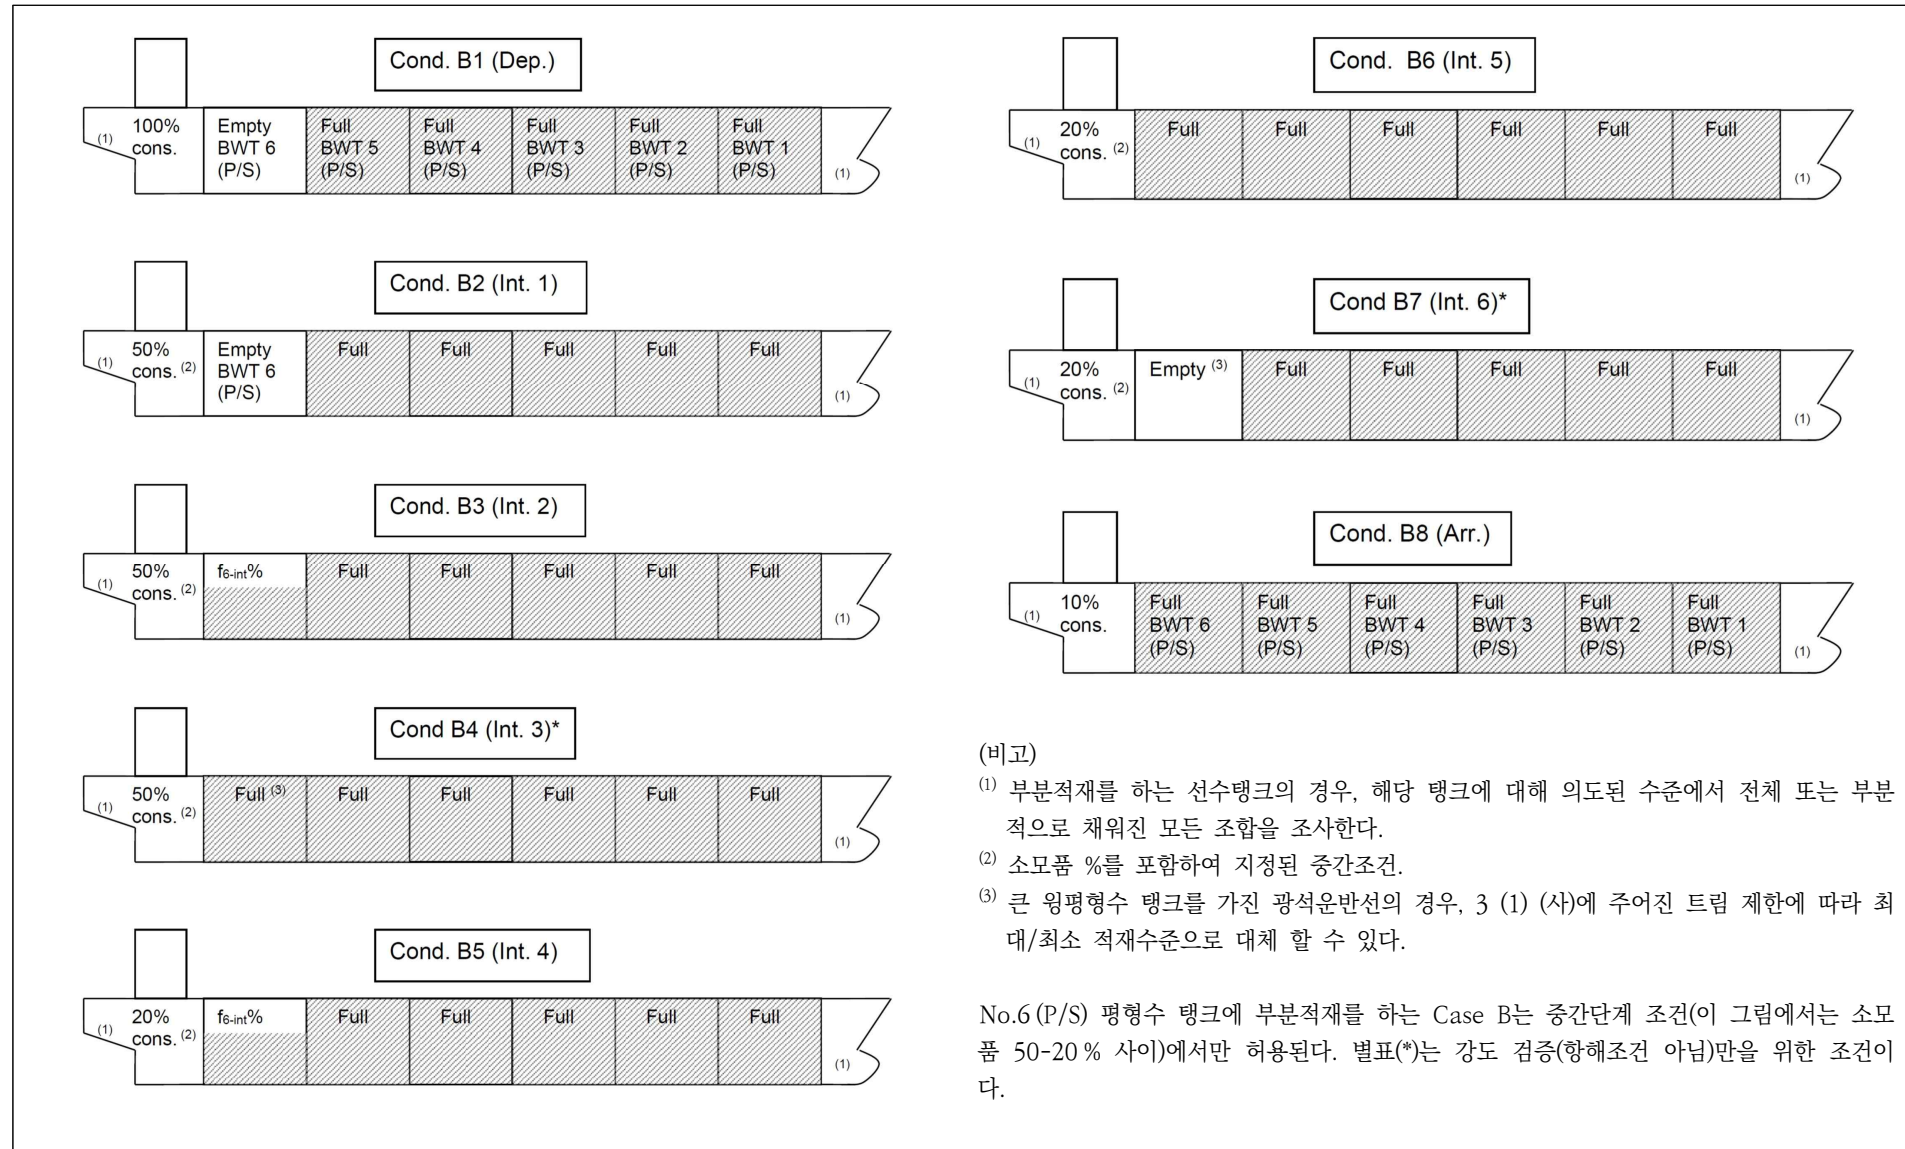 Cond. B1 (Dep.)
(1)
100%
cons.
Empty
BWT 6
(P/S)
Full
BWT 5
(P/S)
Full
BWT 4
(P/S)
Full
BWT 3
(P/S)
Full
BWT 2
(P/S)
Full
BWT 1
(P/S)
(1)
Cond. B2 (Int. 1)
(1)
50%
cons. (2)
Empty
BWT 6
(P/S)
Full
Full
Full
Full
Full
(1)
Cond. B3 (Int. 2)
(1)
50%
cons. (2)
f6-int%
Full
Full
Full
Full
Full
(1)
Cond B4 (Int. 3)*
(1)
50%
cons. (2)
Full (3)
Full
Full
Full
Full
Full
(1)
Cond. B5 (Int. 4)
(1)
20%
cons. (2)
f6-int%
Full
Full
Full
Full
Full
(1)
Cond. B6 (Int. 5)
(1)
20%
cons. (2)
Full
Full
Full
Full
Full
Full
(1)
Cond B7 (Int. 6)*
(1)
20%
cons. (2)
Empty (3)
Full
Full
Full
Full
Full
(1)
Cond. B8 (Arr.)
(1)
10%
cons.
Full
BWT 6
(P/S)
Full
BWT 5
(P/S)
Full
BWT 4
(P/S)
Full
BWT 3
(P/S)
Full
BWT 2
(P/S)
Full
BWT 1
(P/S)
(1)
(비고)
(1) 부분적재를 하는 선수탱크의 경우, 해당 탱크에 대해 의도된 수준에서 전체 또는 부분
적으로 채워진 모든 조합을 조사한다.
(2) 소모품 %를 포함하여 지정된 중간조건.
(3) 큰 윙평형수 탱크를 가진 광석운반선의 경우, 3 (1) (사)에 주어진 트림 제한에 따라 최
대/최소 적재수준으로 대체 할 수 있다.
No.6 (P/S) 평형수 탱크에 부분적재를 하는 Case B는 중간단계 조건(이 그림에서는 소모
품 50-20 % 사이)에서만 허용된다. 별표(*)는 강도 검증(항해조건 아님)만을 위한 조건이
다.